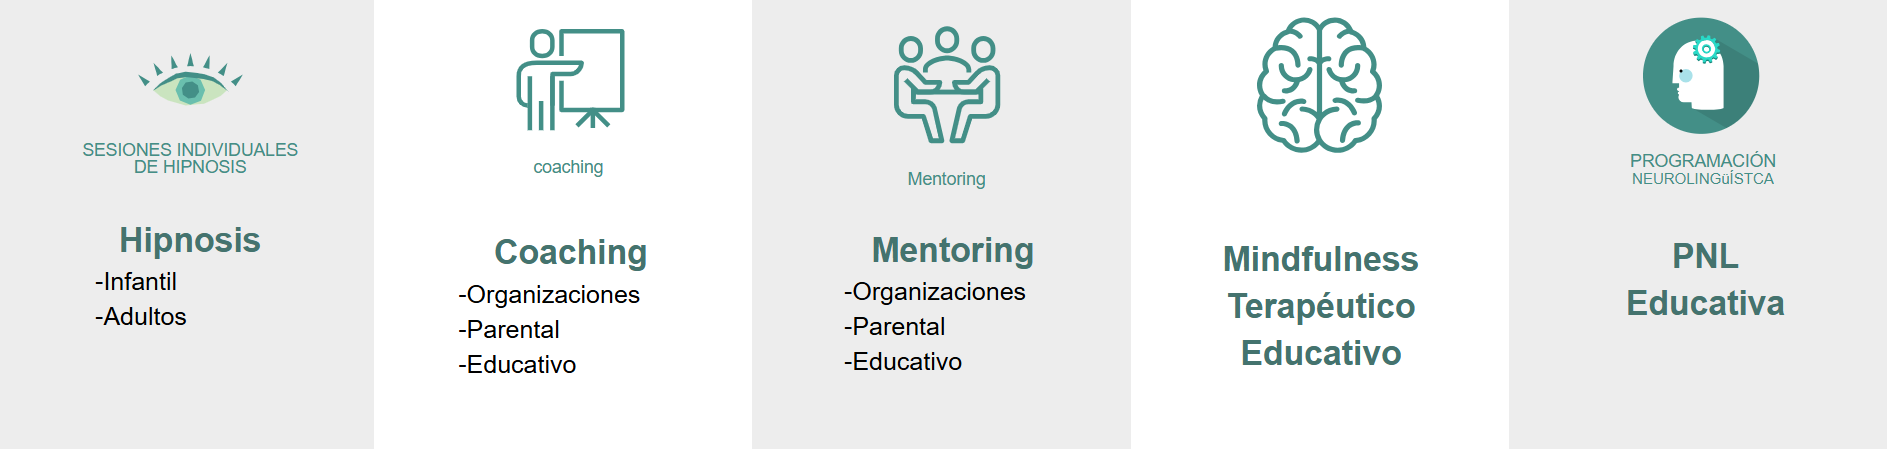 SESIONES INDIVIDUALES
DE HIPNOSIS
Hipnosis
-Infantil
-Adultos
coaching
Coaching
-Organizaciones
-Parental
-Educativo
Mentoring
Mentoring
-Organizaciones
-Parental
-Educativo
Mindfulness
Terapéutico
Educativo
PROGRAMACIÓN
NEUROLINGüÍSTCA
PNL
Educativa